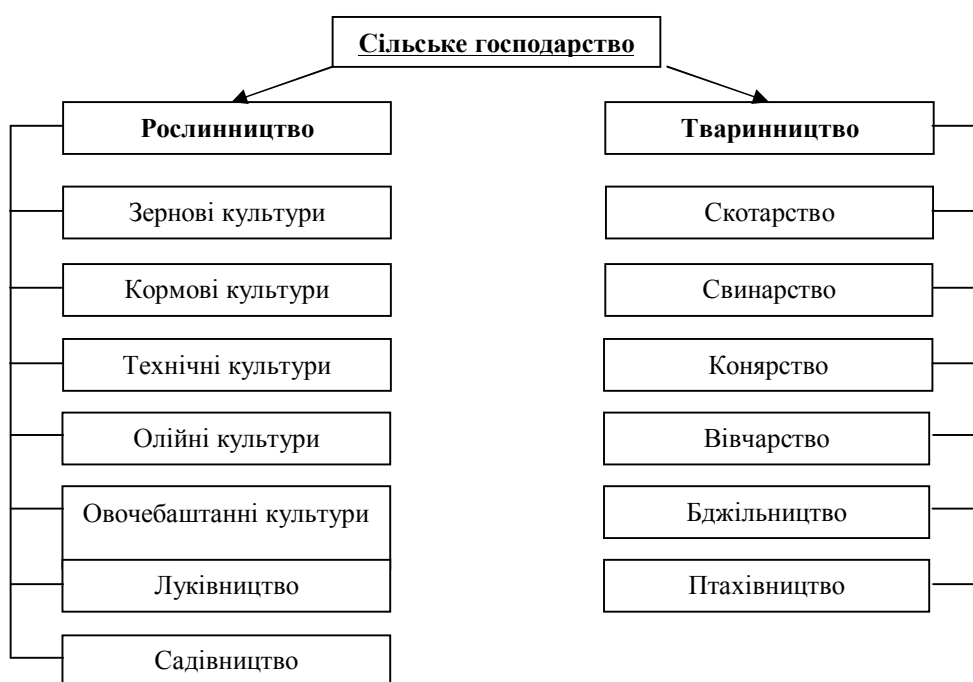 Сільське господарство
Рослинництво
Тваринництво
Зернові культури
Скотарство
Кормові культури
Свинарство
Технічні культури
Конярство
Олійні культури
Вівчарство
Овочебаштанні культури
Бджільництво
Луківництво
Птахівництво
Садівництво